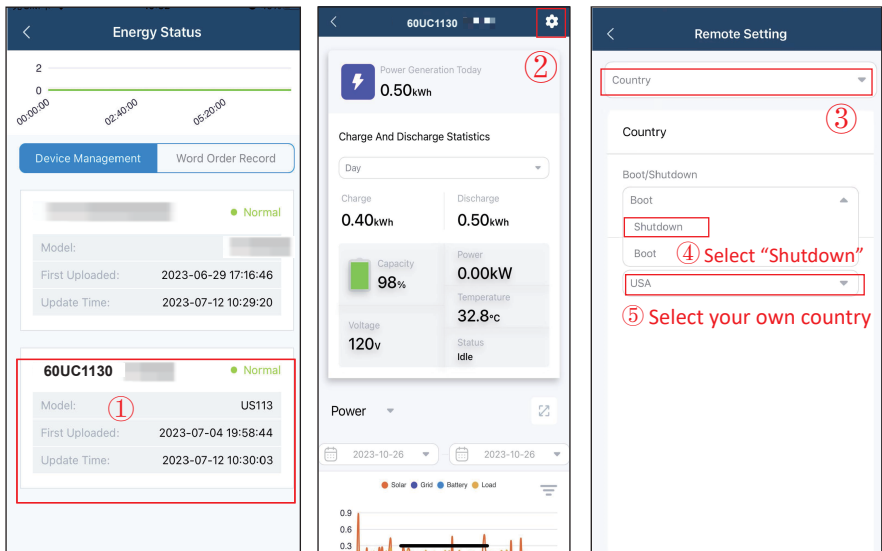 Energy Status
2
0
00:00:00
02:40:00
05:20:00
Device Management
Word Order Record
Normal
Model:
First Uploaded: 2023-06-29 17:16:46
Update Time: 2023-07-12 10:29:20
60UC1130
Normal
①
Model: US113
First Uploaded: 2023-07-04 19:58:44
Update Time: 2023-07-12 10:30:03
60UC1130
②
Power Generation Today
0.50kWh
Charge And Discharge Statistics
Day
Charge
Discharge
0.40kWh
0.50kWh
Capacity
98%
Power
0.00kW
Temperature
32.8°C
Voltage
120v
Status
Idle
Power
2023-10-26 - 2023-10-26
Solar Grid Battery Load
0.9
0.6
0.3
Remote Setting
Country
③
Country
Boot/Shutdown
Boot
Shutdown
Boot
④ Select “Shutdown”
USA
⑤ Select your own country